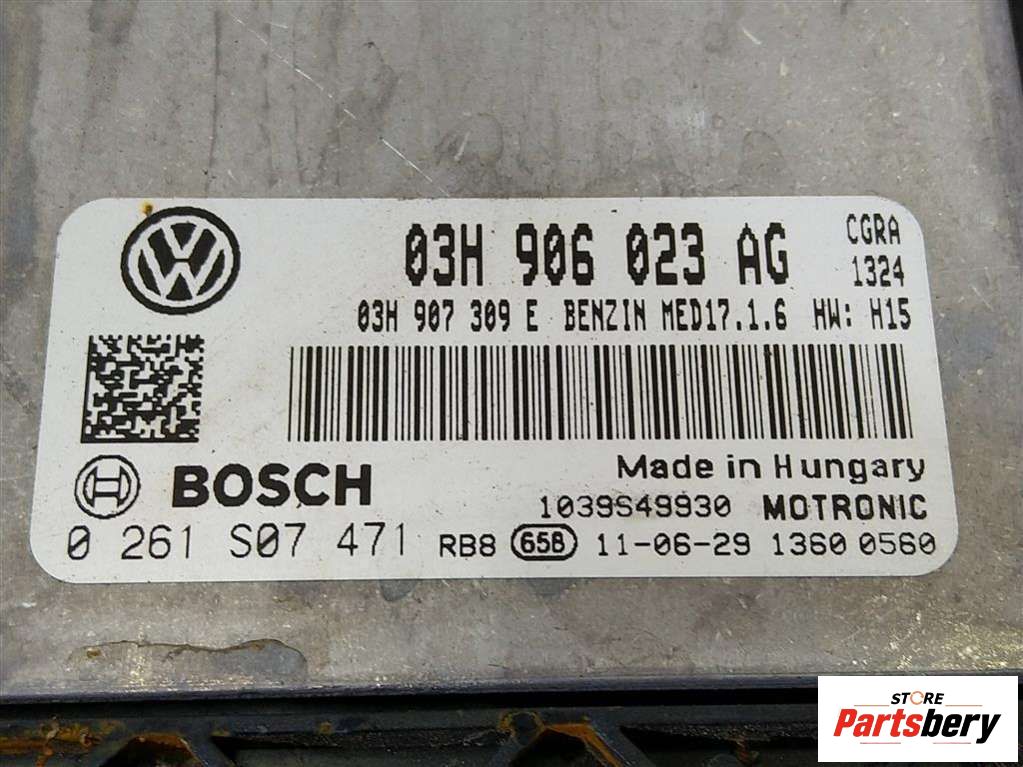 03H 906 023 AG CGRA
1324
03H 907 309 E BENZIN MED17.1.6 HW: H15
Made in Hungary
BOSCH
1039S49930 MOTRONIC
0 261 S07 471 RB8 65B 11-06-29 1360 0560
STORE
Partsbery